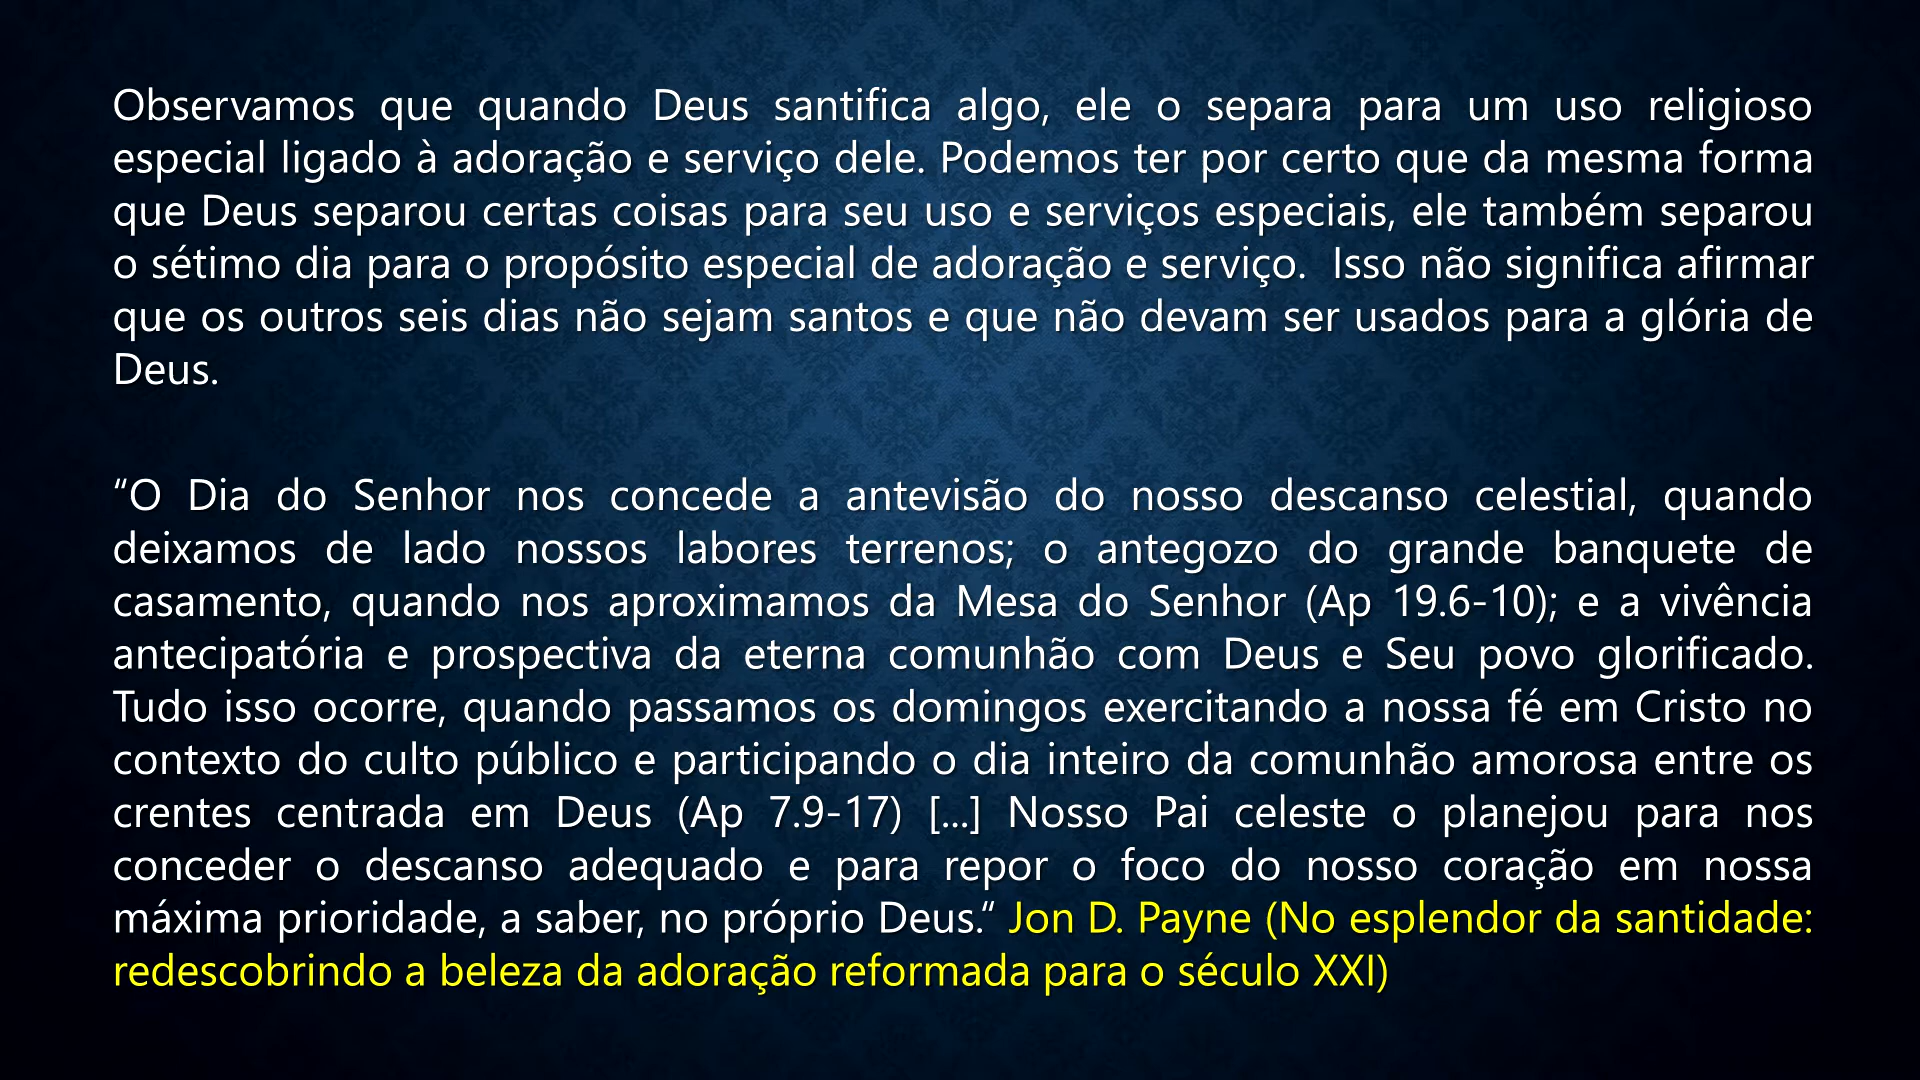 Observamos que quando Deus santifica algo, ele o separa para um uso religioso
especial ligado à adoração e serviço dele. Podemos ter por certo que da mesma forma
que Deus separou certas coisas para seu uso e serviços especiais, ele também separou
o sétimo dia para o propósito especial de adoração e serviço.  Isso não significa afirmar
que os outros seis dias não sejam santos e que não devam ser usados para a glória de
Deus.
“O Dia do Senhor nos concede a antevisão do nosso descanso celestial, quando
deixamos de lado nossos labores terrenos; o antegozo do grande banquete de
casamento, quando nos aproximamos da Mesa do Senhor (Ap 19.6-10); e a vivência
antecipatória e prospectiva da eterna comunhão com Deus e Seu povo glorificado.
Tudo isso ocorre, quando passamos os domingos exercitando a nossa fé em Cristo no
contexto do culto público e participando o dia inteiro da comunhão amorosa entre os
crentes centrada em Deus (Ap 7.9-17) [...] Nosso Pai celeste o planejou para nos
conceder o descanso adequado e para repor o foco do nosso coração em nossa
máxima prioridade, a saber, no próprio Deus.“ Jon D. Payne (No esplendor da santidade:
redescobrindo a beleza da adoração reformada para o século XXI)